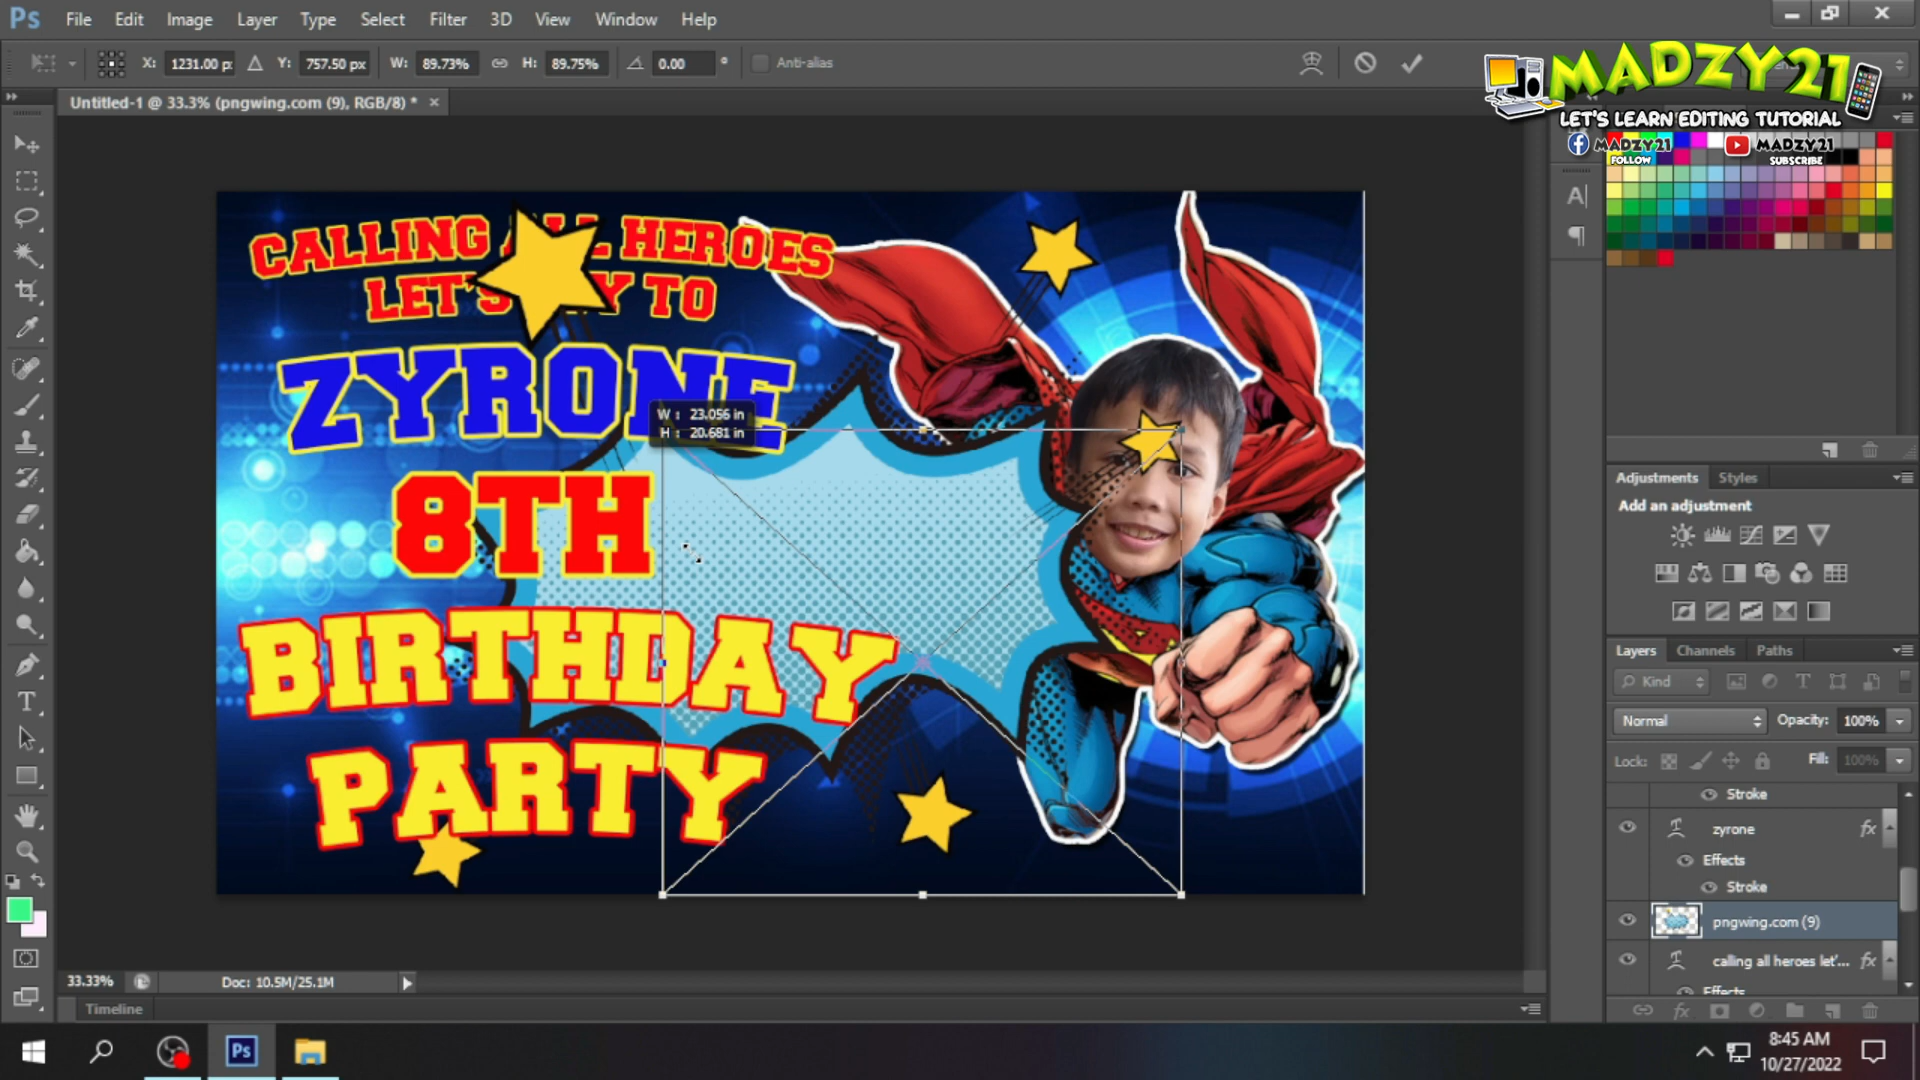 Ps File Edit Image Layer Type Select Filter 3D View Window Help
X: 1231.00 p: Y: 757.50 px W: 89.73% H: 89.75% 0.00 ° Anti-alias
MADZY21
LET'S LEARN EDITING TUTORIAL
MADZY21 MADZY21
FOLLOW SUBSCRIBE
Untitled-1 @ 33.3% (pngwing.com (9), RGB/8) * ×
CALLING ALL HEROES
LET'S TO
ZYRONE
8TH
BIRTHDAY
PARTY
W : 23.056 in
H : 20.681 in
S
Adjustments Styles
Add an adjustment
Layers Channels Paths
Kind
Normal Opacity: 100%
Lock: Fill: 100%
Stroke
zyrone fx
Effects
Stroke
pngwing.com (9)
calling all heroes let'... fx
Effects
33.33% Doc: 10.5M/25.1M
Timeline
Ps
8:45 AM
10/27/2022